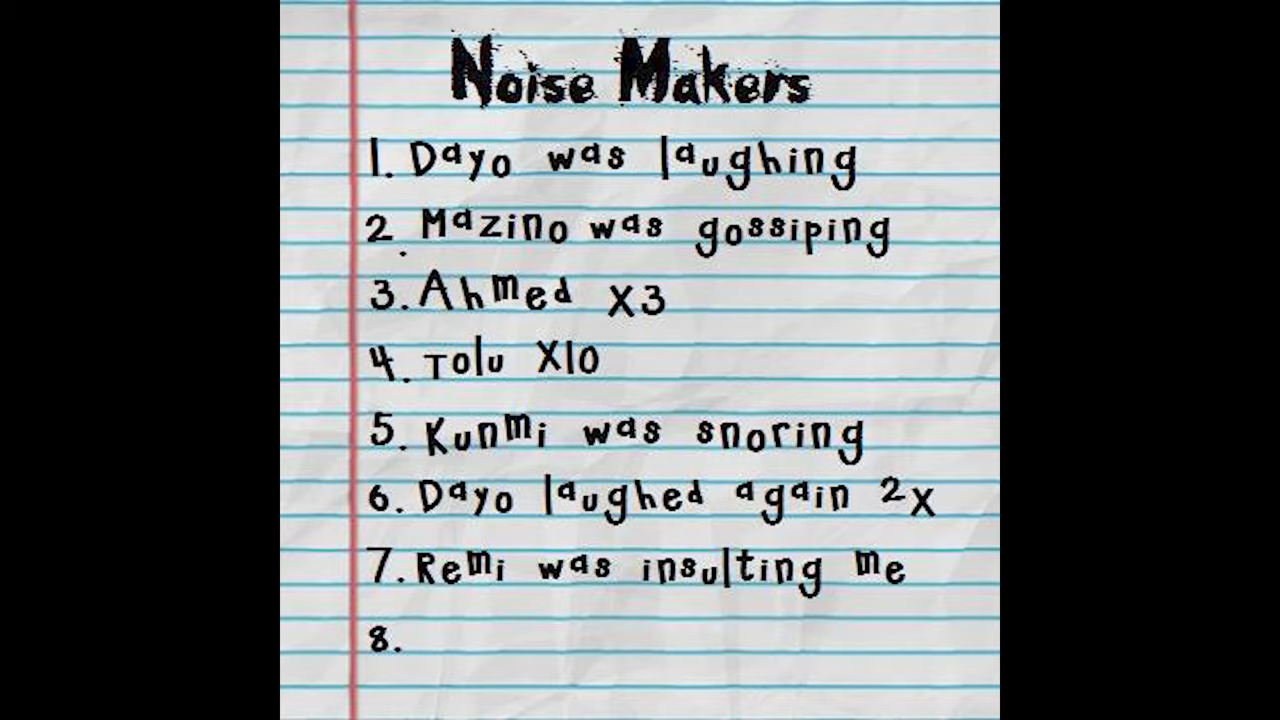 Noise Makers
1. Dayo was laughing
2. Mazino was gossiping
3. Ahmed X3
4. Tolu X10
5. Kunmi was snoring
6. Dayo laughed again 2x
7. Remi was insulting me
8.